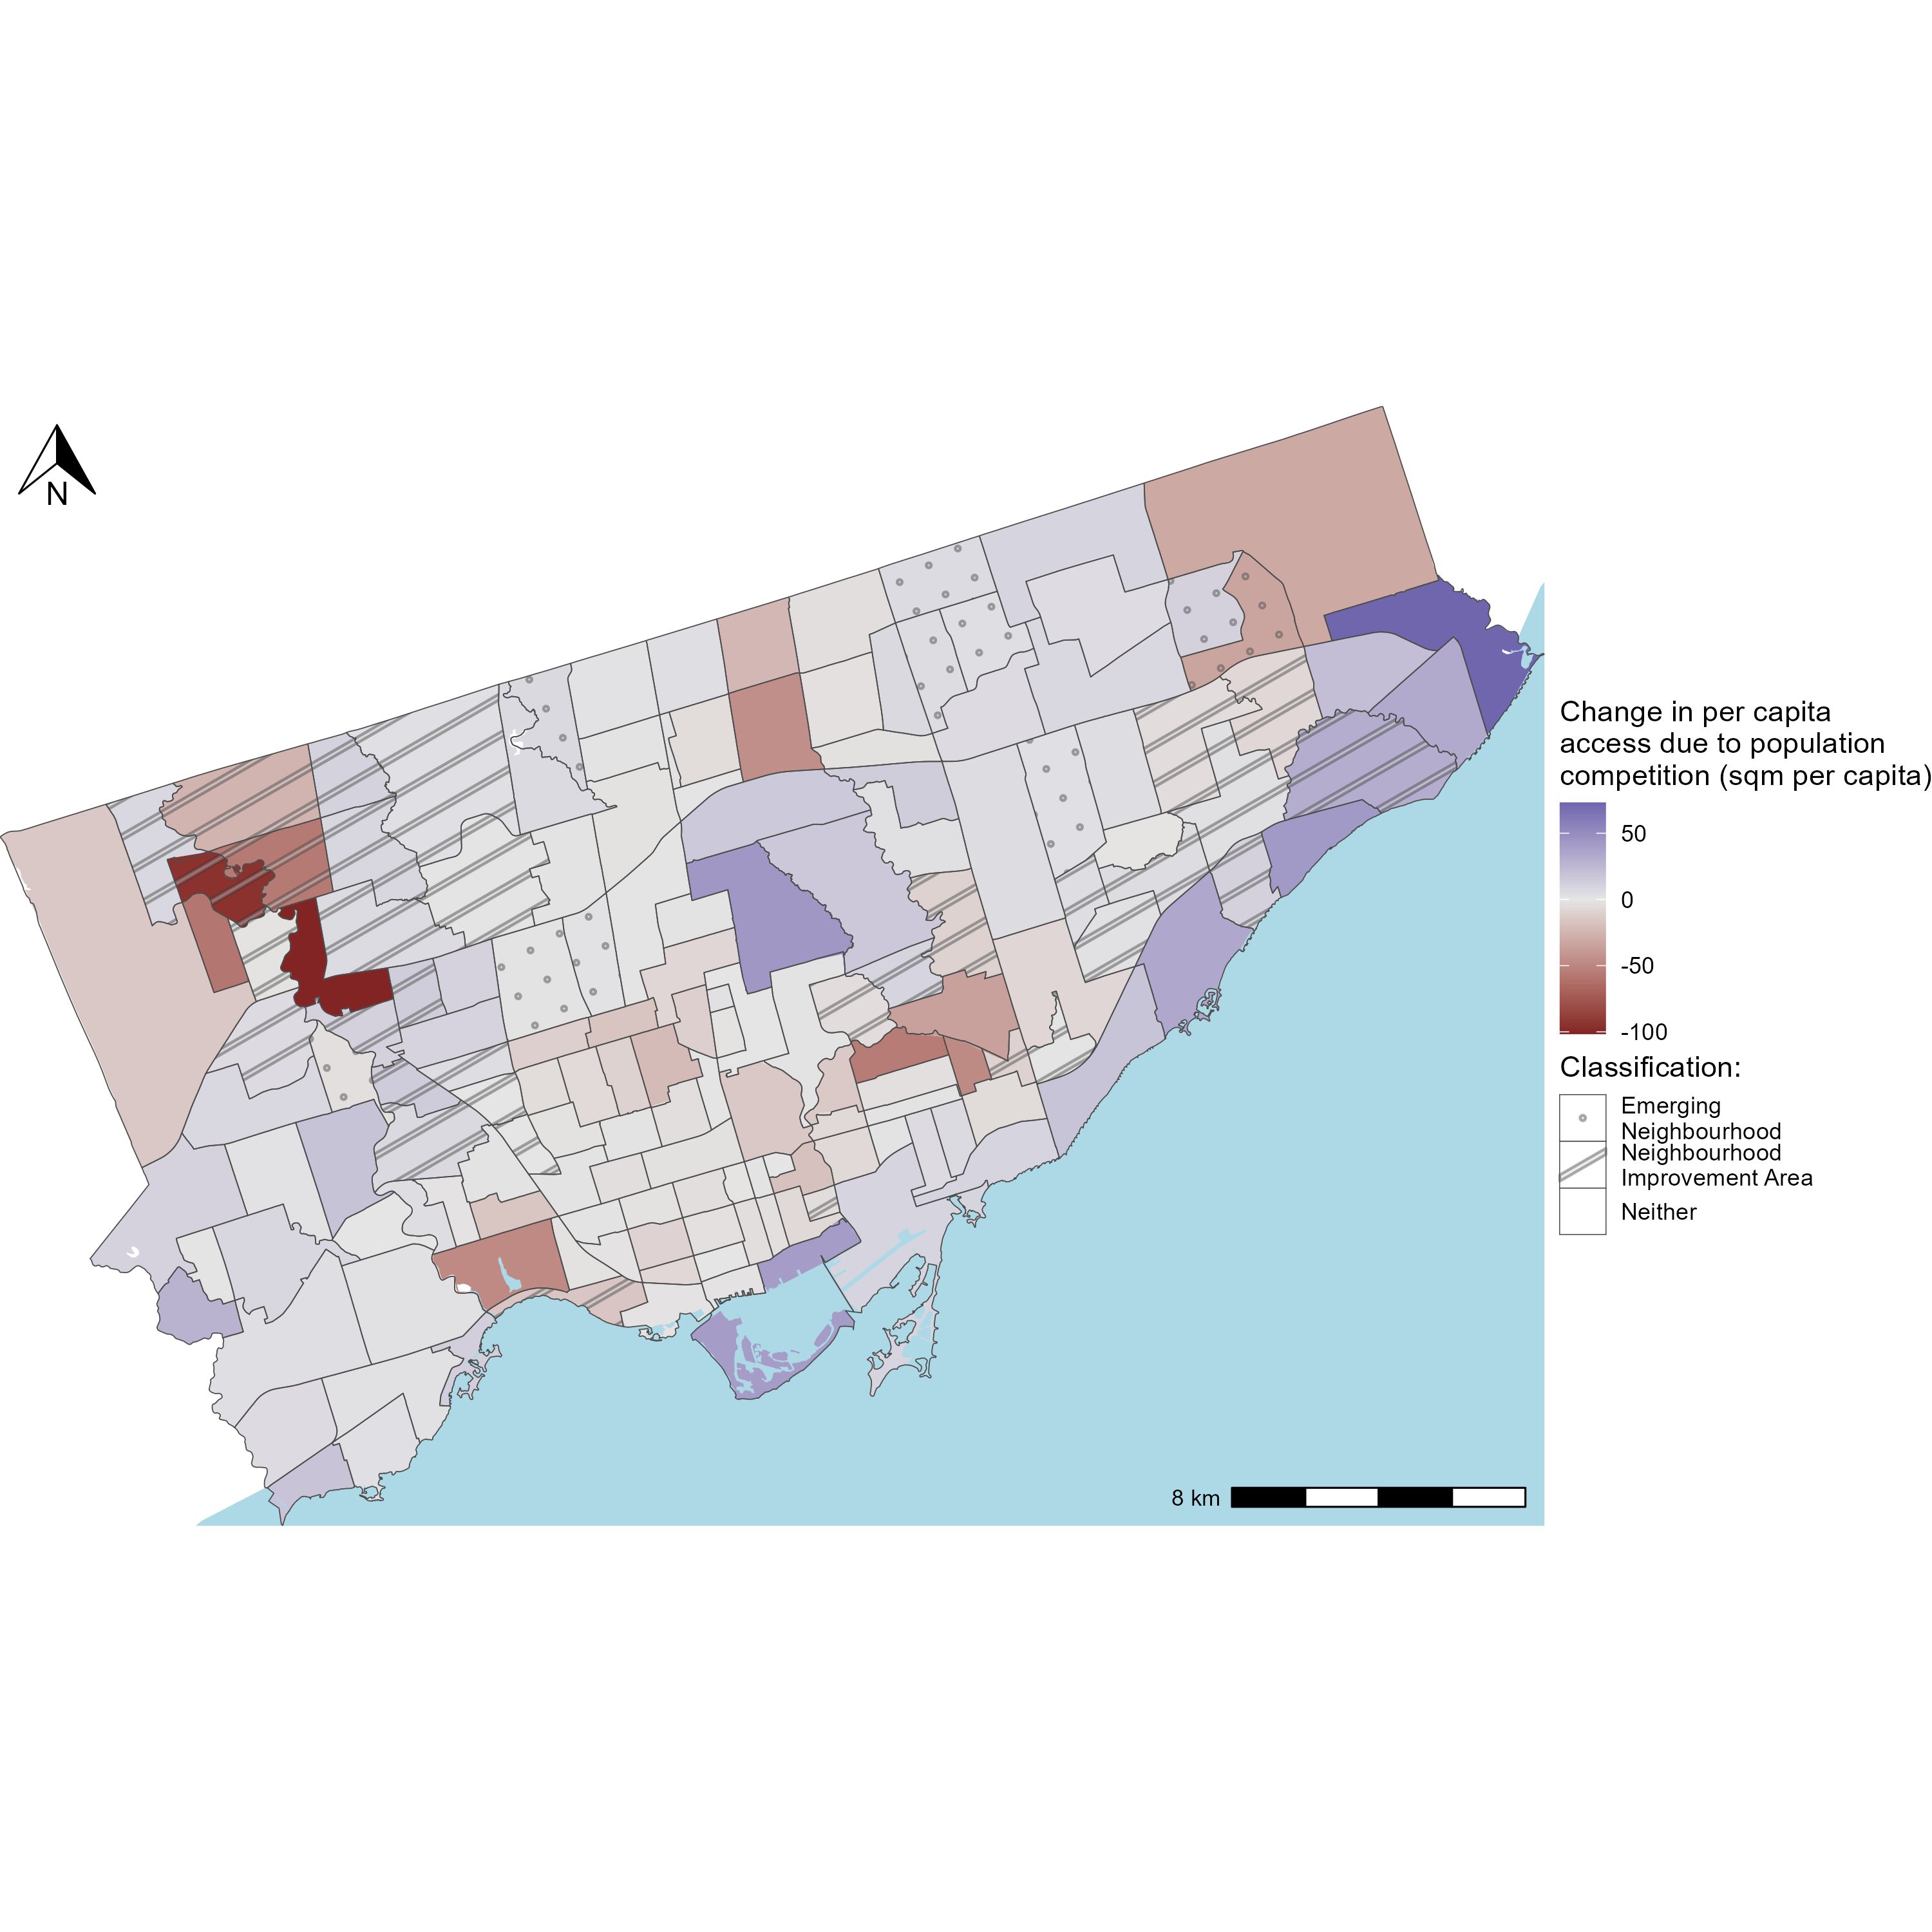 N
Change in per capita
access due to population
competition (sqm per capita)
50
0
-50
-100
Classification:
Emerging
Neighbourhood
Neighbourhood
Improvement Area
Neither
8 km